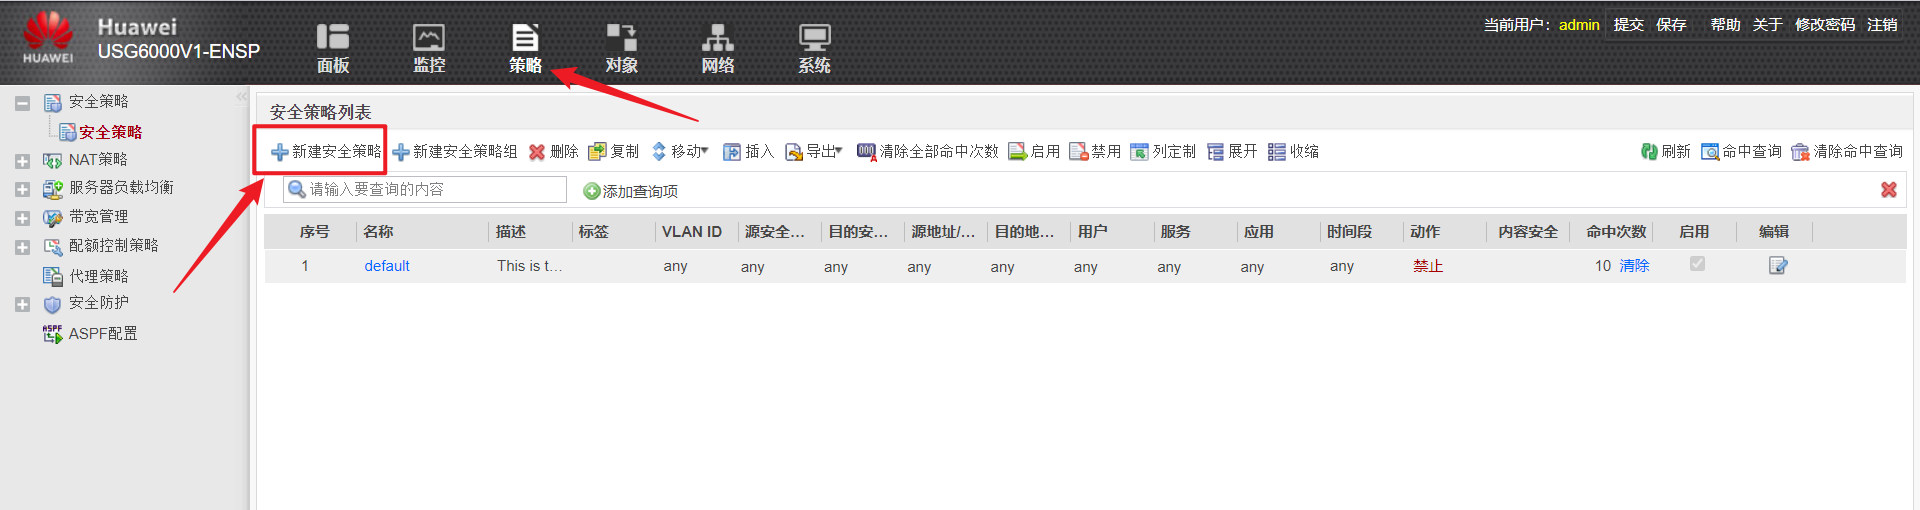 HUAWEI
Huawei
USG6000V1-ENSP
面板
监控
策略
对象
网络
系统
当前用户: admin 提交 保存 帮助 关于 修改密码 注销
安全策略
安全策略
NAT策略
服务器负载均衡
带宽管理
配额控制策略
代理策略
安全防护
ASPF
ASPF配置
安全策略列表
新建安全策略 新建安全策略组 删除 复制 移动 插入 导出 清除全部命中次数 启用 禁用 列定制 展开 收缩 刷新 命中查询 清除命中查询
请输入要查询的内容 添加查询项
序号 名称 描述 标签 VLAN ID 源安全... 目的安... 源地址/... 目的地... 用户 服务 应用 时间段 动作 内容安全 命中次数 启用 编辑
1 default This is t... any any any any any any any any any 禁止 10 清除